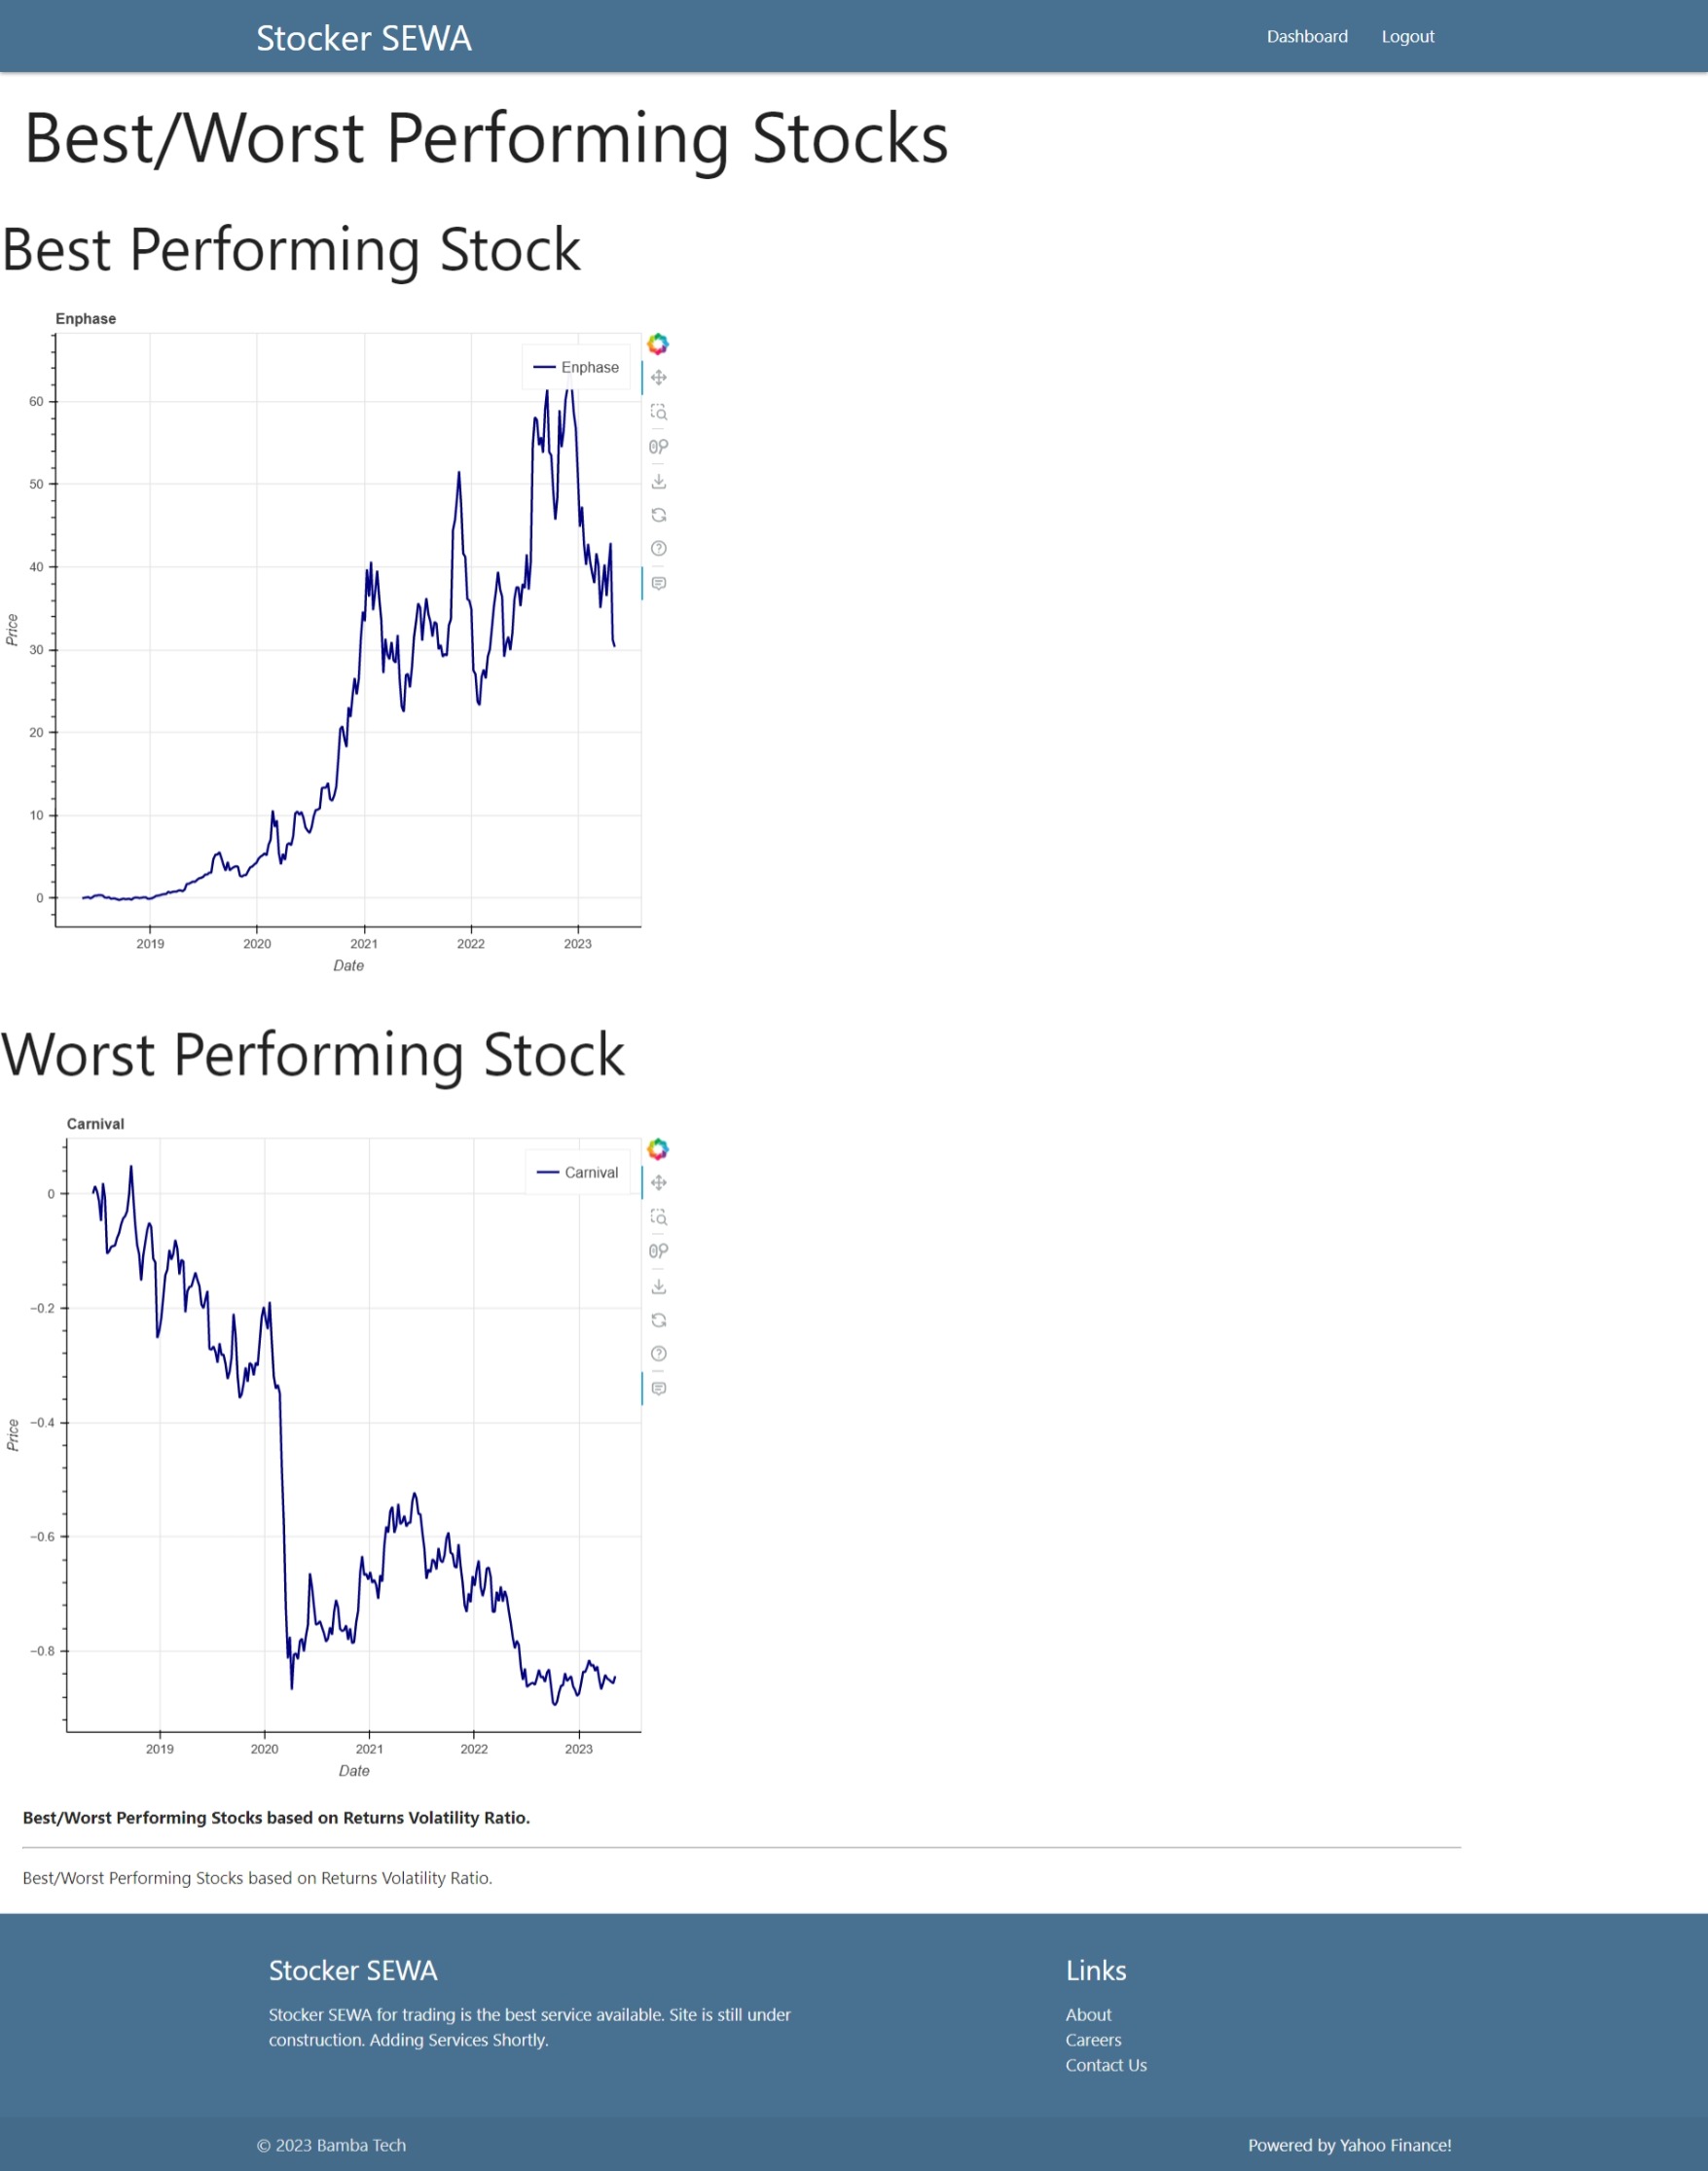 Stocker SEWA
Dashboard
Logout
Best/Worst Performing Stocks
Best Performing Stock
Enphase
Enphase
60
50
40
30
20
10
0
Price
2019
2020
2021
2022
2023
Date
Worst Performing Stock
Carnival
Carnival
0
−0.2
−0.4
−0.6
−0.8
Price
2019
2020
2021
2022
2023
Date
Best/Worst Performing Stocks based on Returns Volatility Ratio.
Best/Worst Performing Stocks based on Returns Volatility Ratio.
Stocker SEWA
Stocker SEWA for trading is the best service available. Site is still under
construction. Adding Services Shortly.
Links
About
Careers
Contact Us
© 2023 Bamba Tech
Powered by Yahoo Finance!